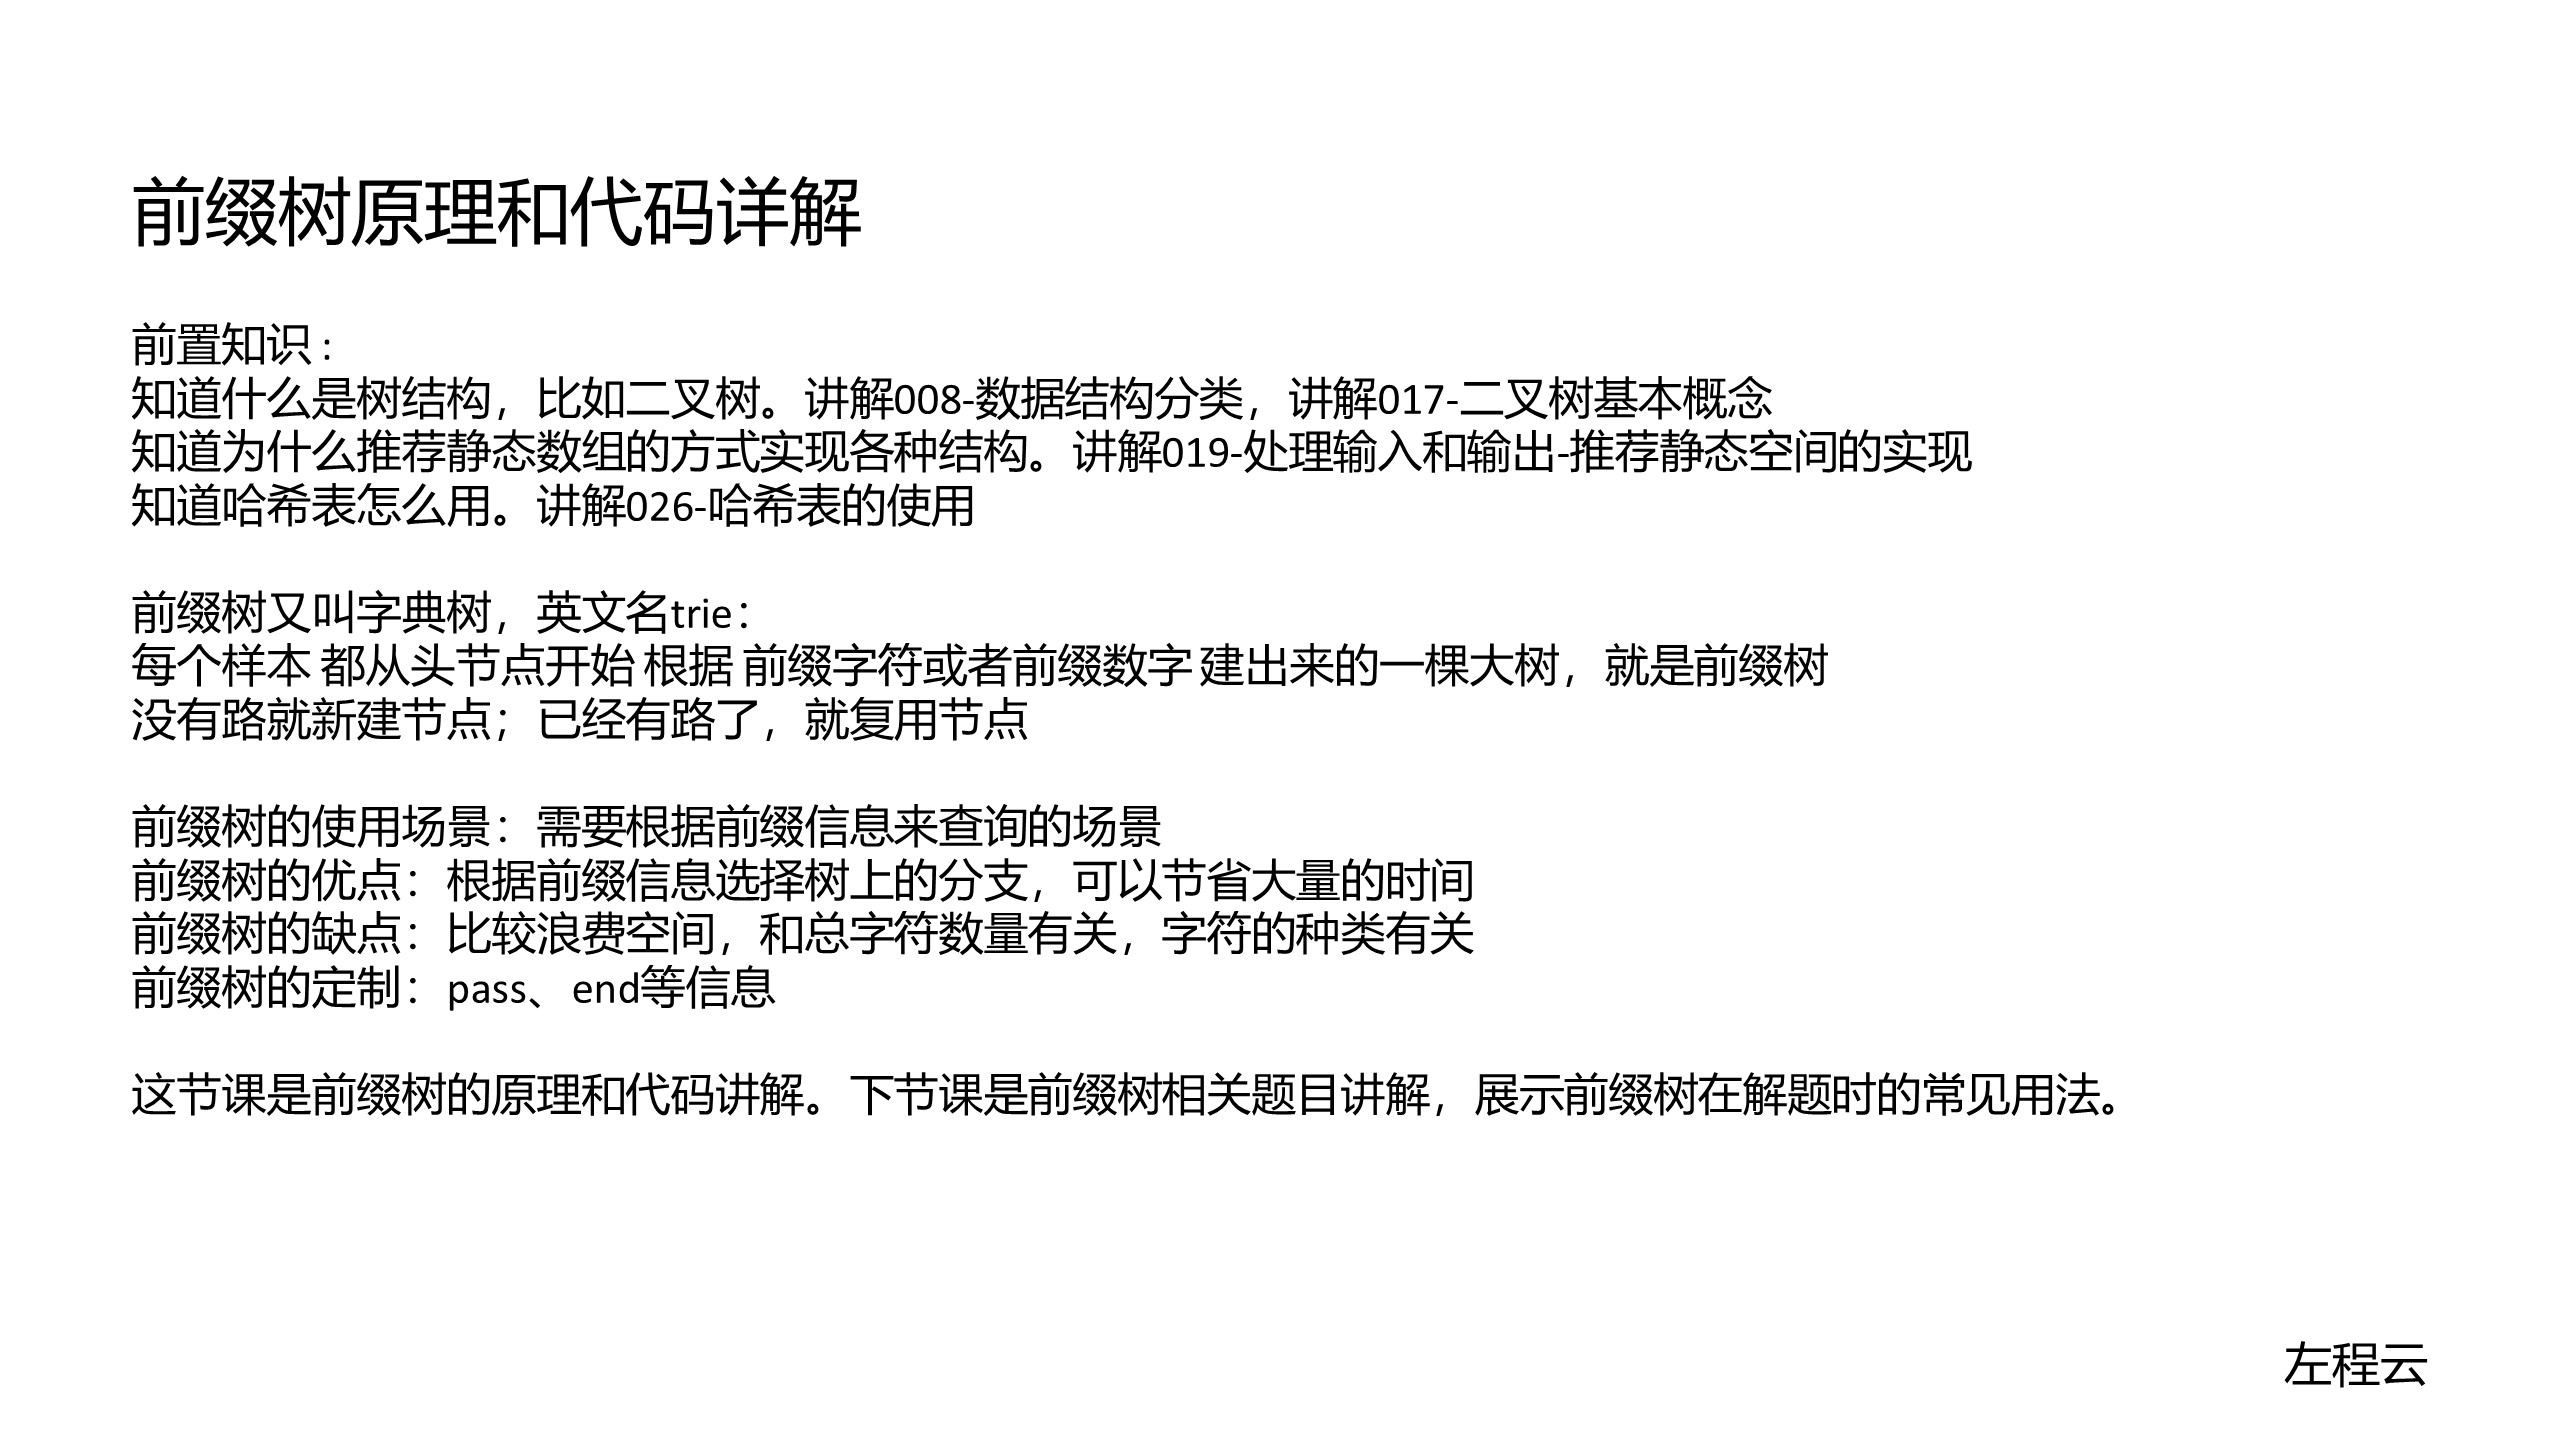 前缀树原理和代码详解
前置知识 :
知道什么是树结构，比如二叉树。讲解008-数据结构分类，讲解017-二叉树基本概念
知道为什么推荐静态数组的方式实现各种结构。讲解019-处理输入和输出-推荐静态空间的实现
知道哈希表怎么用。讲解026-哈希表的使用
前缀树又叫字典树，英文名trie：
每个样本 都从头节点开始 根据 前缀字符或者前缀数字 建出来的一棵大树，就是前缀树
没有路就新建节点；已经有路了，就复用节点
前缀树的使用场景：需要根据前缀信息来查询的场景
前缀树的优点：根据前缀信息选择树上的分支，可以节省大量的时间
前缀树的缺点：比较浪费空间，和总字符数量有关，字符的种类有关
前缀树的定制：pass、end等信息
这节课是前缀树的原理和代码讲解。下节课是前缀树相关题目讲解，展示前缀树在解题时的常见用法。
左程云